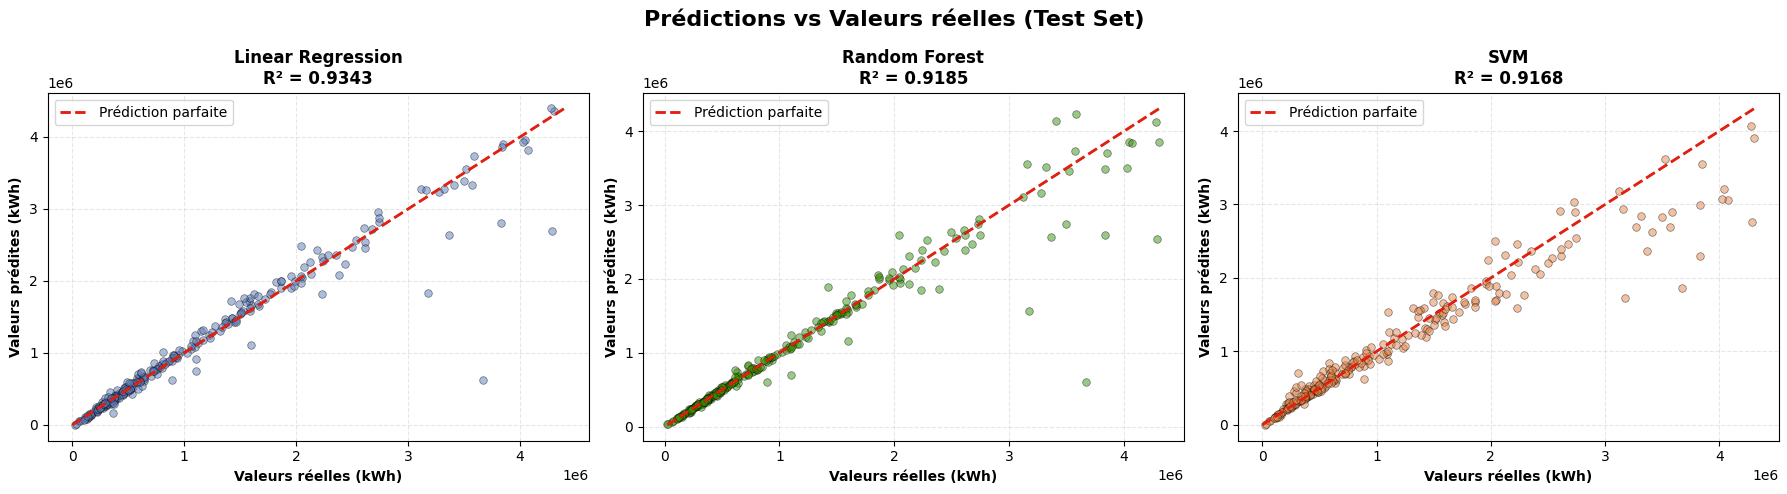 Prédictions vs Valeurs réelles (Test Set)
Linear Regression
R² = 0.9343
1e6
Prédiction parfaite
4
3
2
1
0
Valeurs prédites (kWh)
0 1 2 3 4
1e6
Valeurs réelles (kWh)
Random Forest
R² = 0.9185
1e6
Prédiction parfaite
4
3
2
1
0
Valeurs prédites (kWh)
0 1 2 3 4
1e6
Valeurs réelles (kWh)
SVM
R² = 0.9168
1e6
Prédiction parfaite
4
3
2
1
0
Valeurs prédites (kWh)
0 1 2 3 4
1e6
Valeurs réelles (kWh)